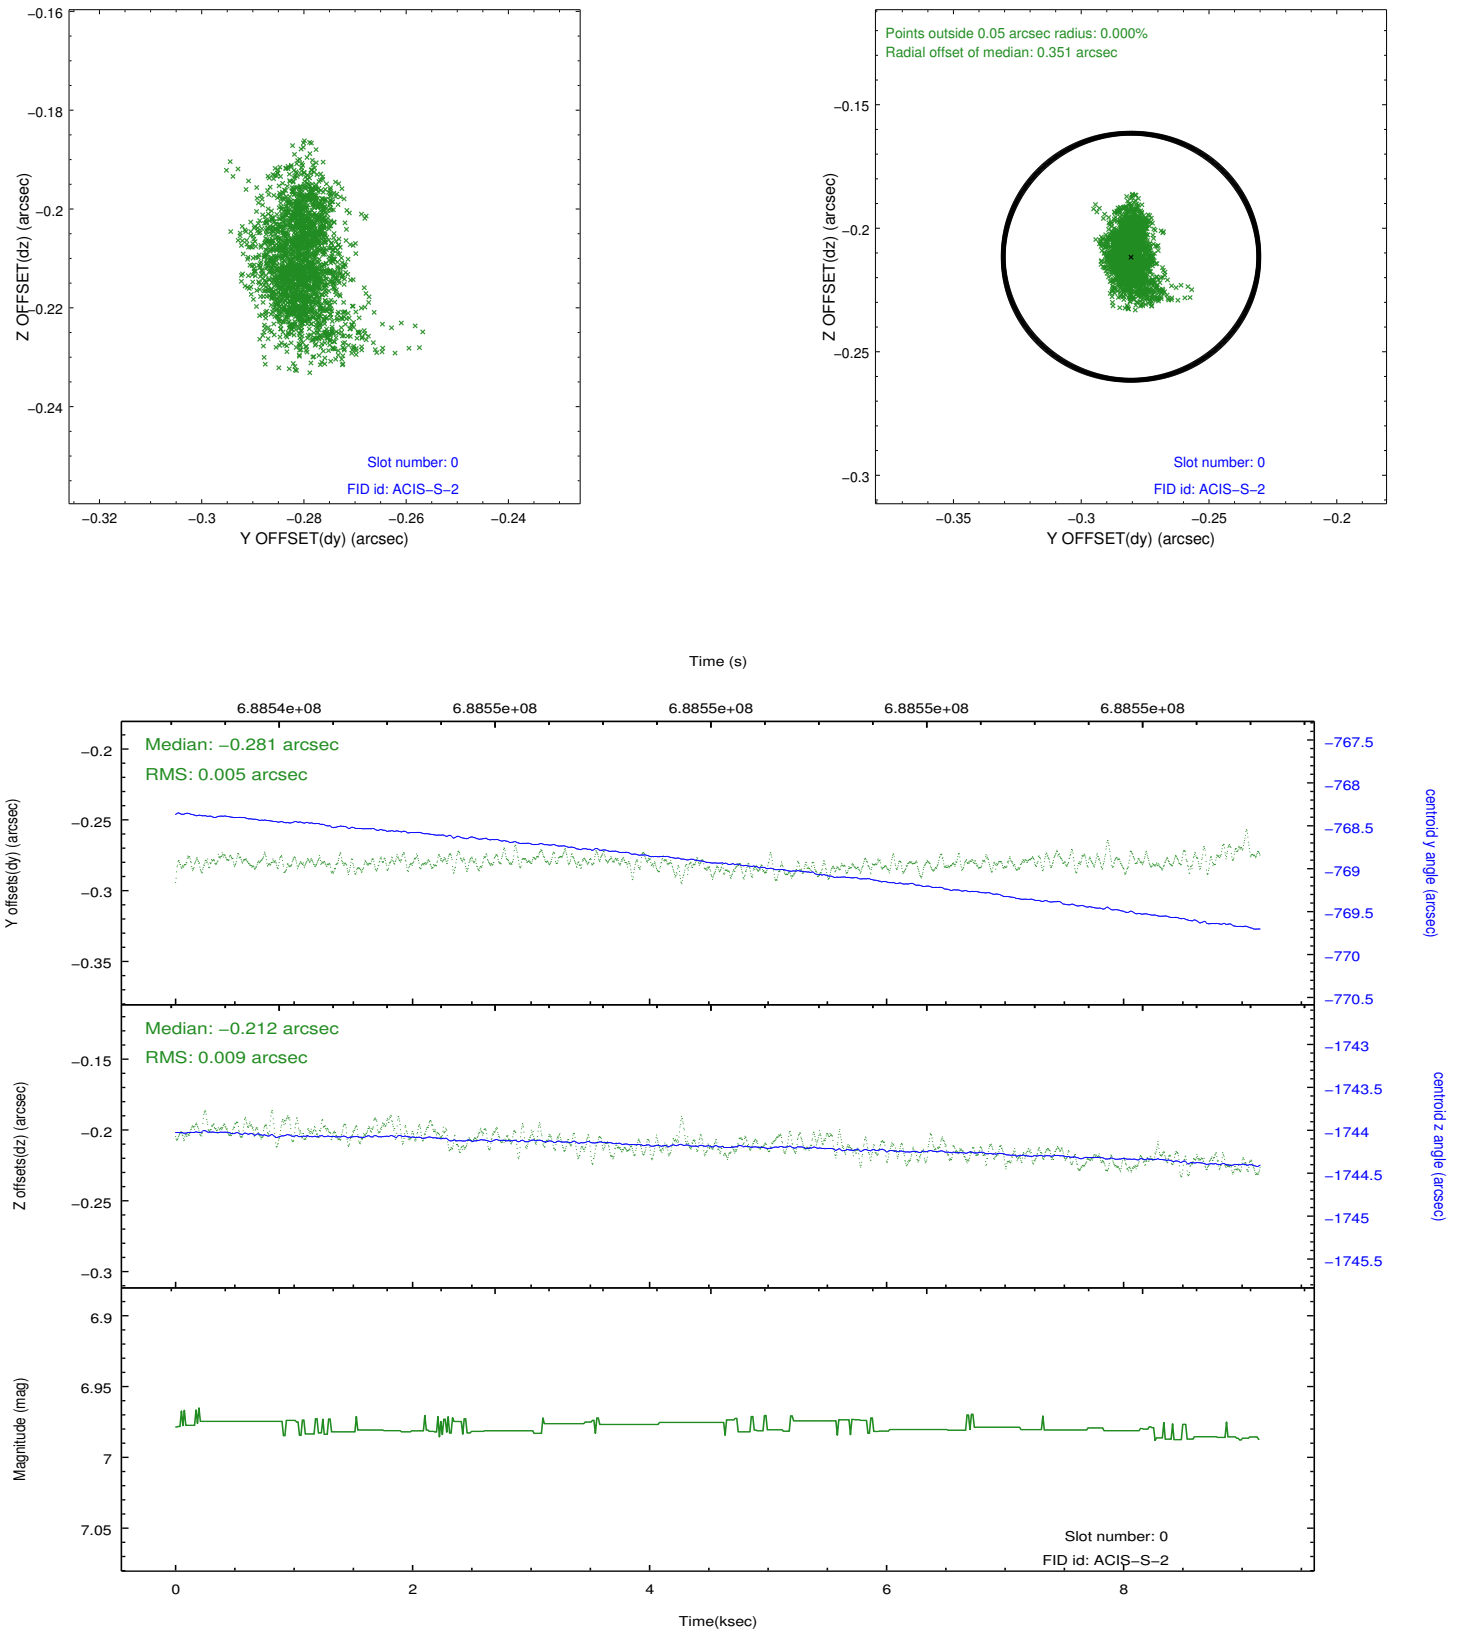 −0.16
−0.18
−0.2
−0.22
−0.24
Z OFFSET(dz) (arcsec)
Slot number: 0
FID id: ACIS−S−2
−0.32
−0.3
−0.28
−0.26
−0.24
Y OFFSET(dy) (arcsec)
Points outside 0.05 arcsec radius: 0.000%
Radial offset of median: 0.351 arcsec
−0.15
−0.2
−0.25
−0.3
Z OFFSET(dz) (arcsec)
Slot number: 0
FID id: ACIS−S−2
−0.35
−0.3
−0.25
−0.2
Y OFFSET(dy) (arcsec)
Time (s)
6.8854e+08
6.8855e+08
6.8855e+08
6.8855e+08
6.8855e+08
Median: −0.281 arcsec
RMS: 0.005 arcsec
−0.2
−0.25
−0.3
−0.35
Y offsets(dy) (arcsec)
−767.5
−768
−768.5
−769
−769.5
−770
−770.5
centroid y angle (arcsec)
Median: −0.212 arcsec
RMS: 0.009 arcsec
−0.15
−0.2
−0.25
−0.3
Z offsets(dz) (arcsec)
−1743
−1743.5
−1744
−1744.5
−1745
−1745.5
centroid z angle (arcsec)
6.9
6.95
7
7.05
Magnitude (mag)
Slot number: 0
FID id: ACIS−S−2
0
2
4
6
8
Time(ksec)